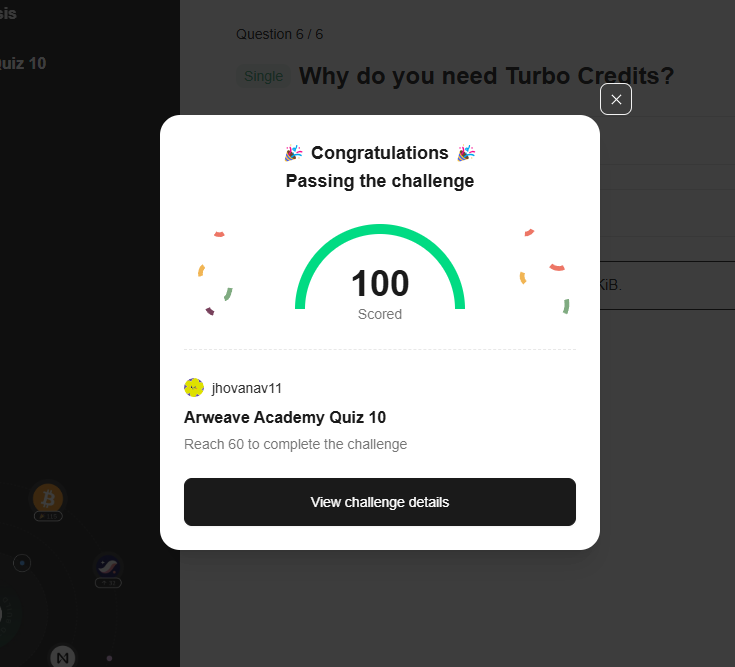 sis
Quiz 10
Question 6 / 6
Single Why do you need Turbo Credits?
🎉 Congratulations 🎉
Passing the challenge
100
Scored
KiB.
jhovanav11
Arweave Academy Quiz 10
Reach 60 to complete the challenge
View challenge details